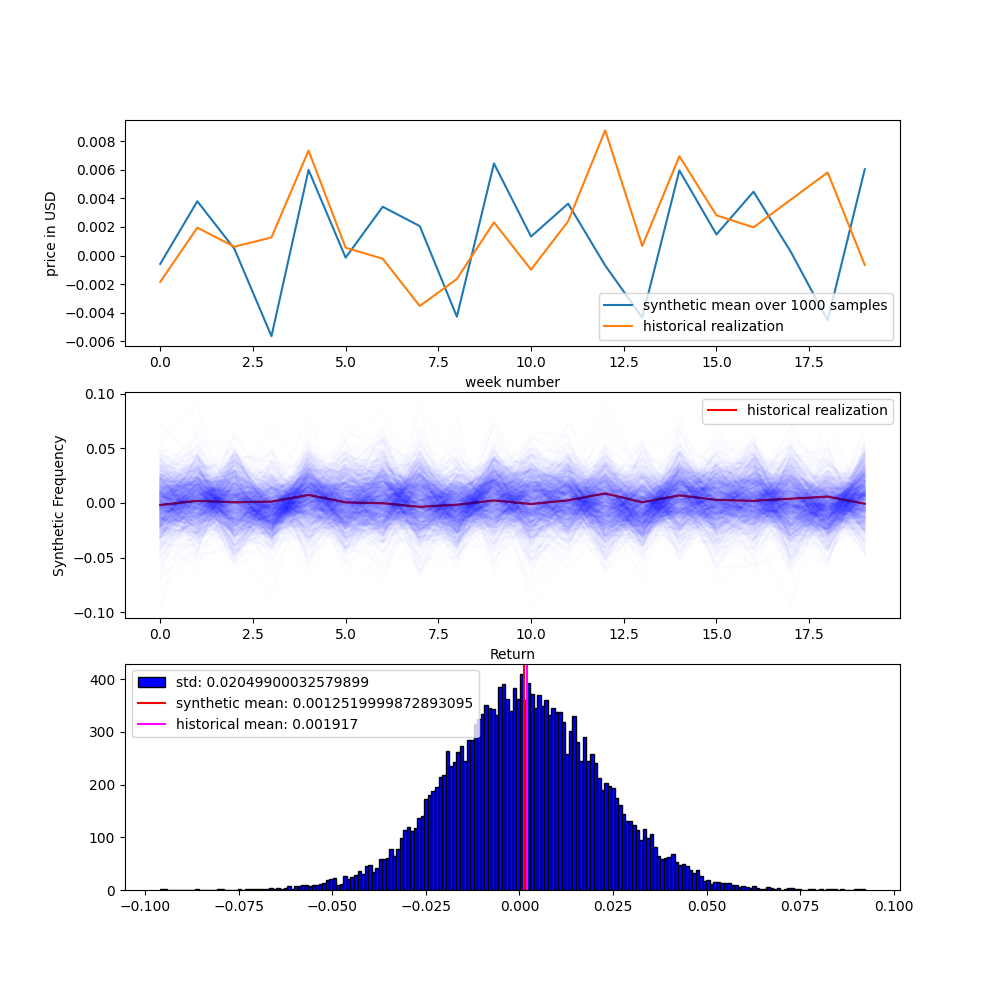 0.008
0.006
0.004
0.002
0.000
−0.002
−0.004
−0.006
price in USD
synthetic mean over 1000 samples
historical realization
0.0 2.5 5.0 7.5 10.0 12.5 15.0 17.5
week number
0.10
0.05
0.00
−0.05
−0.10
Synthetic Frequency
historical realization
0.0 2.5 5.0 7.5 10.0 12.5 15.0 17.5
Return
400
300
200
100
0
std: 0.02049900032579899
synthetic mean: 0.0012519999872893095
historical mean: 0.001917
−0.100 −0.075 −0.050 −0.025 0.000 0.025 0.050 0.075 0.100